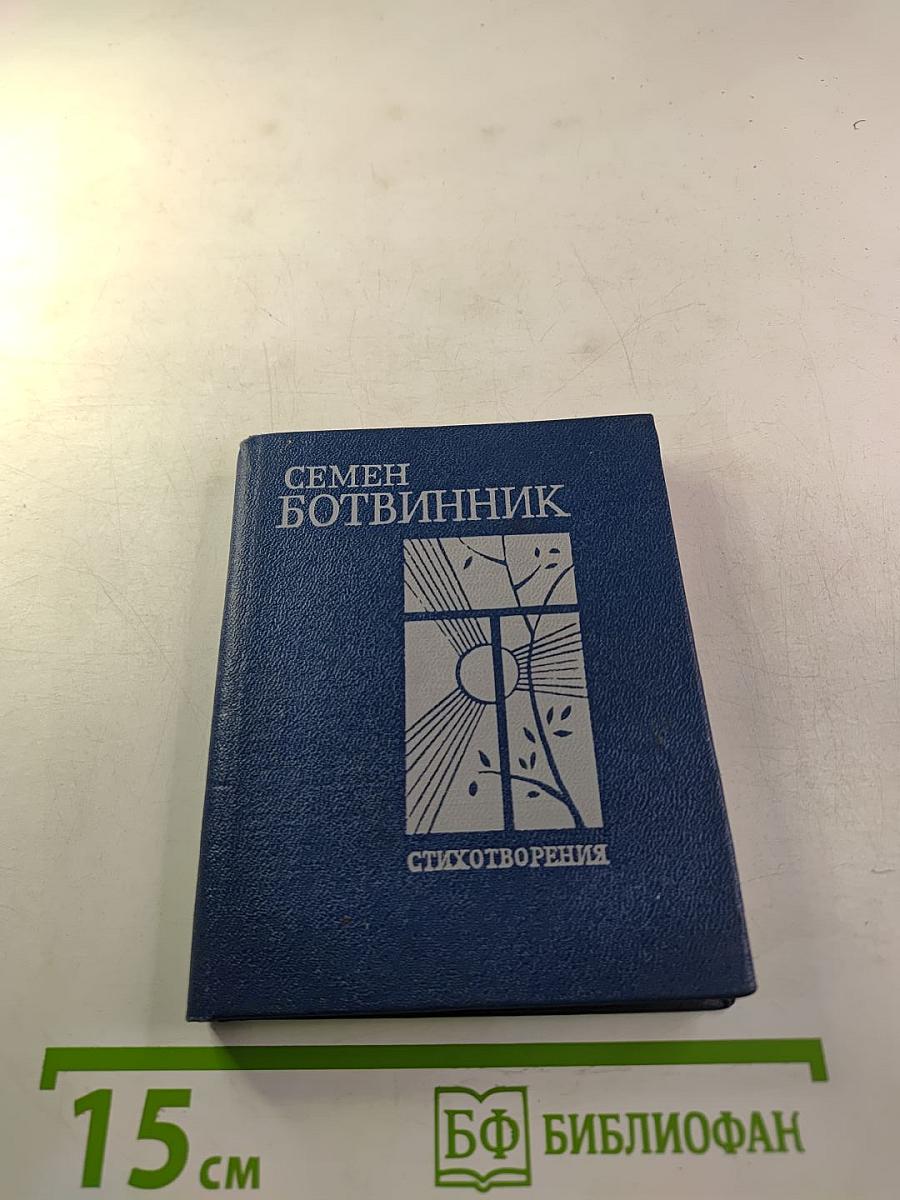 СЕМЕН
БОТВИННИК
СТИХОТВОРЕНИЯ
15 см
БФ БИБЛИОФАН